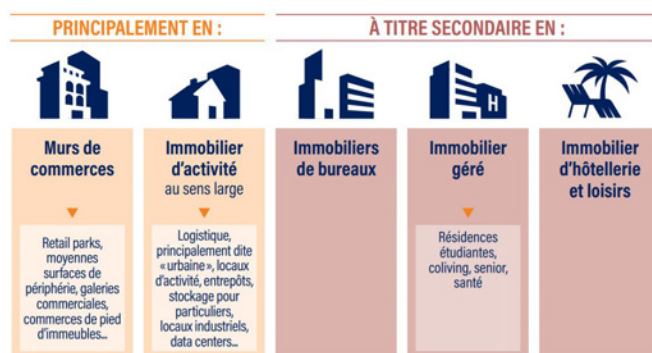 PRINCIPALEMENT EN :
À TITRE SECONDAIRE EN :
H
Murs de
commerces
Retail parks,
moyennes
surfaces de
périphérie, galeries
commerciales,
commerces de pied
d'immeubles...
Immobilier
d'activité
au sens large
Logistique,
principalement dite
« urbaine », locaux
d'activité, entrepôts,
stockage pour
particuliers,
locaux industriels,
data centers...
Immobiliers
de bureaux
Immobilier
géré
Résidences
étudiantes,
coliving, senior,
santé
Immobilier
d'hôtellerie
et loisirs